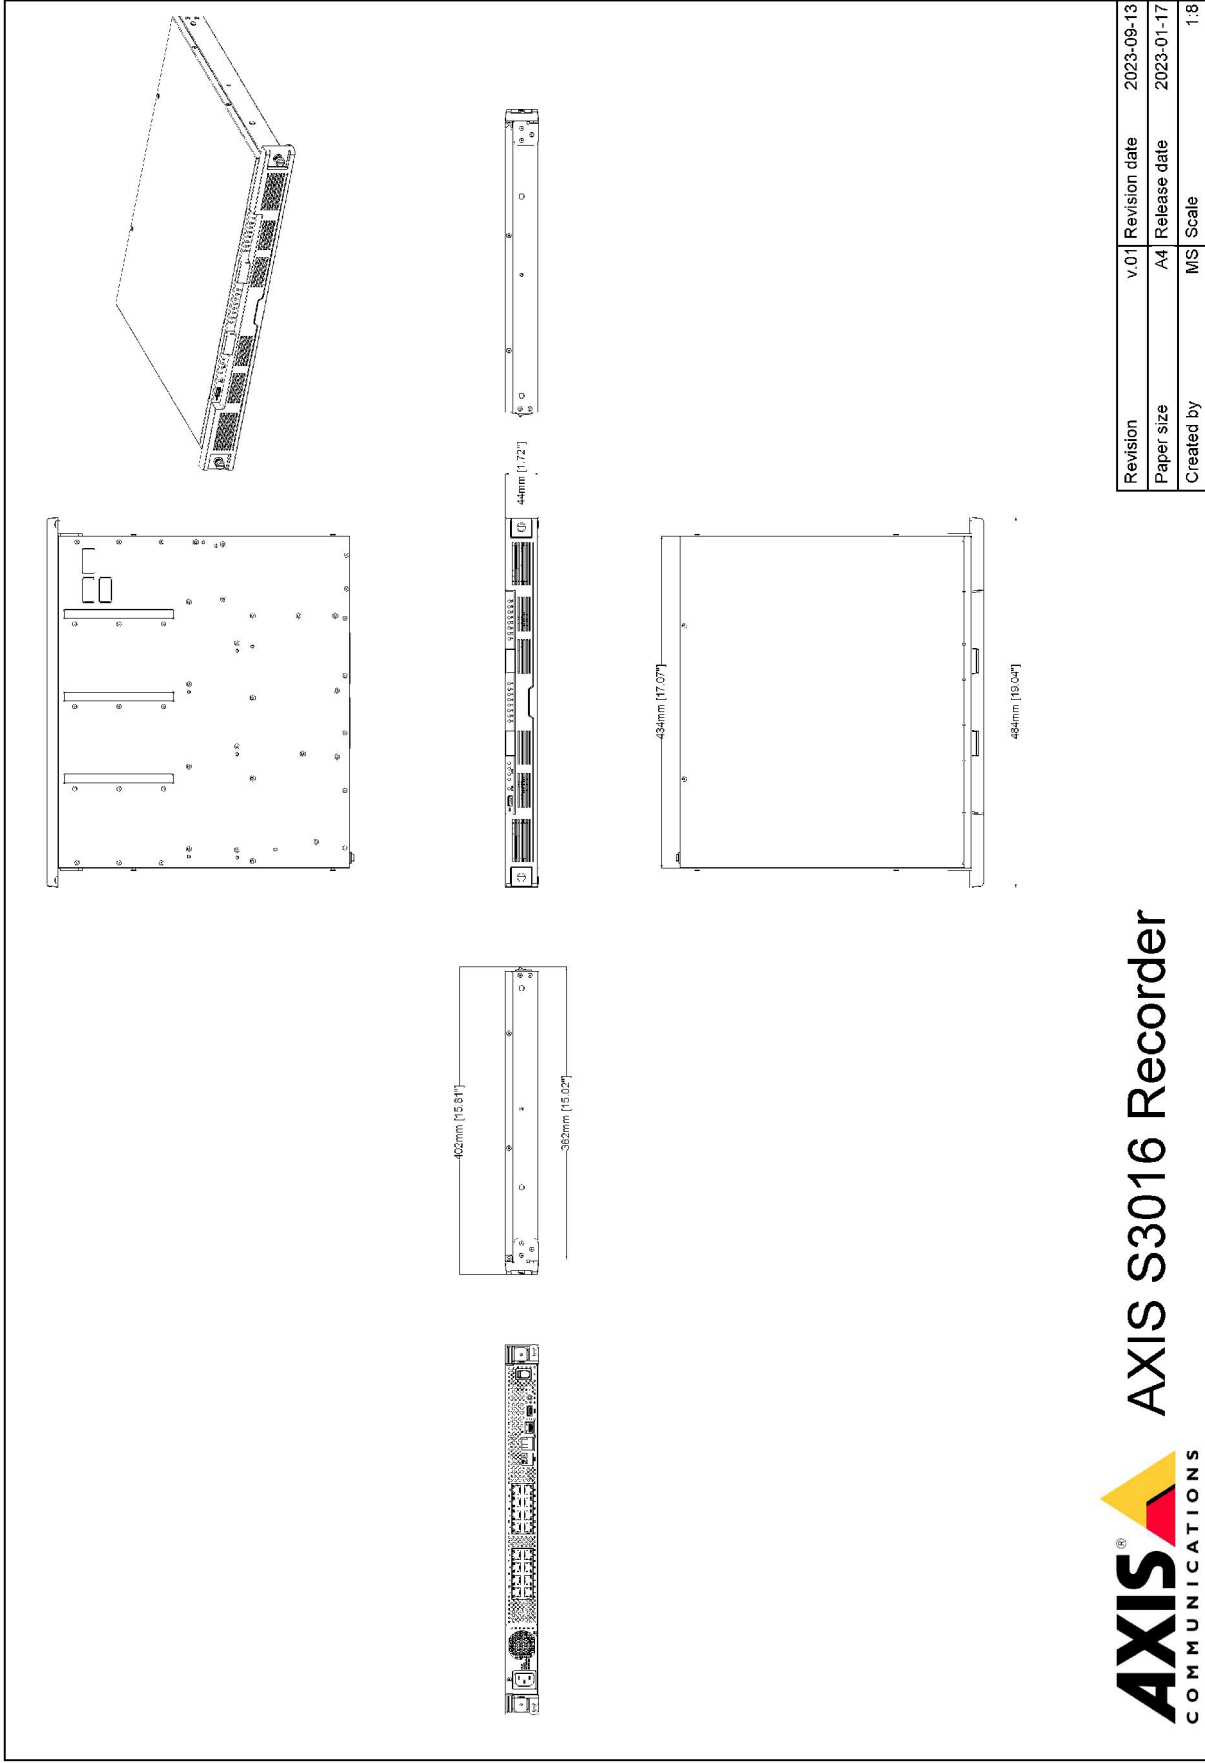 44mm [1.72"]
402mm [15.81"]
382mm [15.02"]
434mm [17.07"]
484mm [19.04"]
AXIS®
COMMUNICATIONS
AXIS S3016 Recorder
Revision v.01 Revision date 2023-09-13
Paper size A4 Release date 2023-01-17
Created by MS Scale 1:8